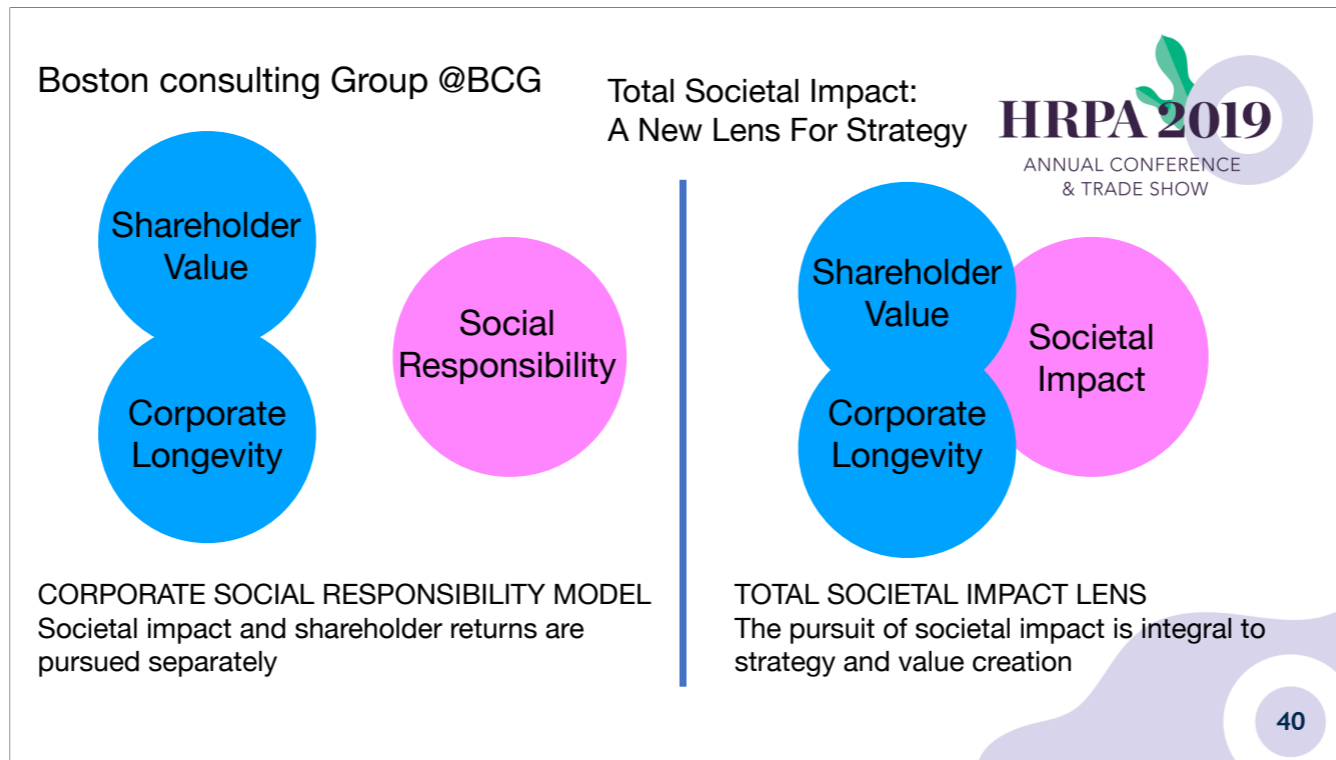 Boston consulting Group @BCG
Total Societal Impact:
A New Lens For Strategy
HRPA 2019
ANNUAL CONFERENCE
& TRADE SHOW
Shareholder
Value
Corporate
Longevity
Social
Responsibility
Shareholder
Value
Corporate
Longevity
Societal
Impact
CORPORATE SOCIAL RESPONSIBILITY MODEL
Societal impact and shareholder returns are
pursued separately
TOTAL SOCIETAL IMPACT LENS
The pursuit of societal impact is integral to
strategy and value creation
40